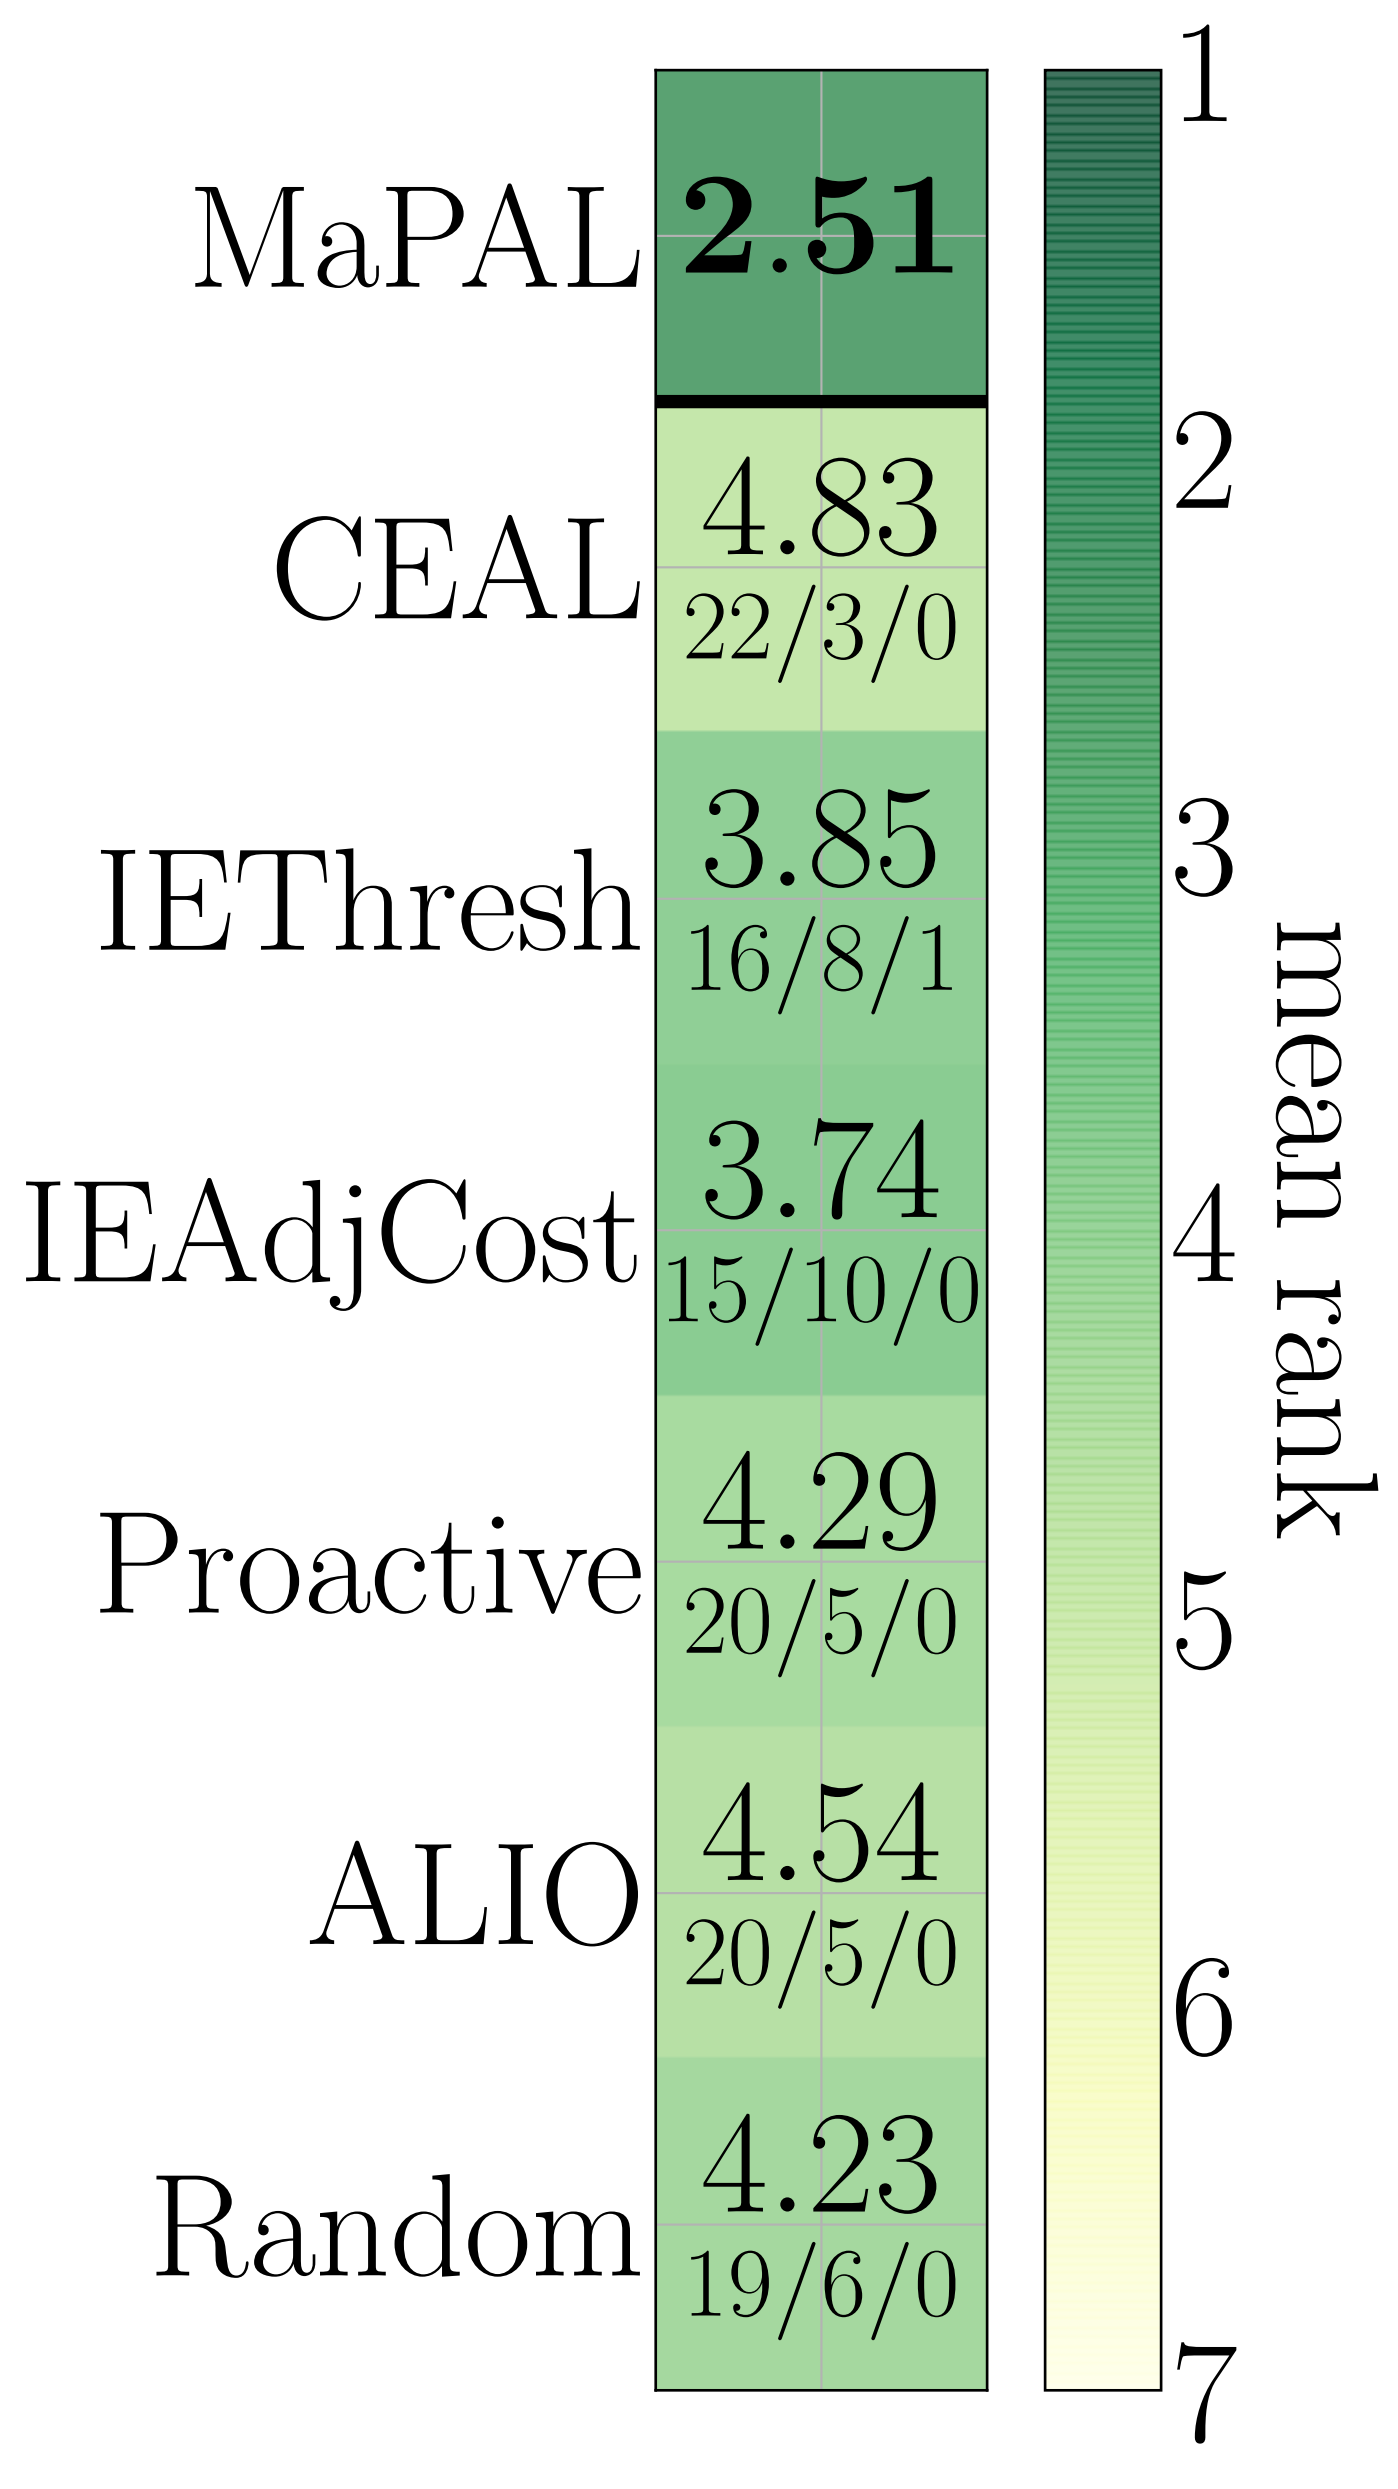 MaPAL 2.51
CEAL 4.83
22/3/0
IEThresh 3.85
16/8/1
IEAdjCost 3.74
15/10/0
Proactive 4.29
20/5/0
ALIO 4.54
20/5/0
Random 4.23
19/6/0
1
2
3
4
5
6
7
mean rank